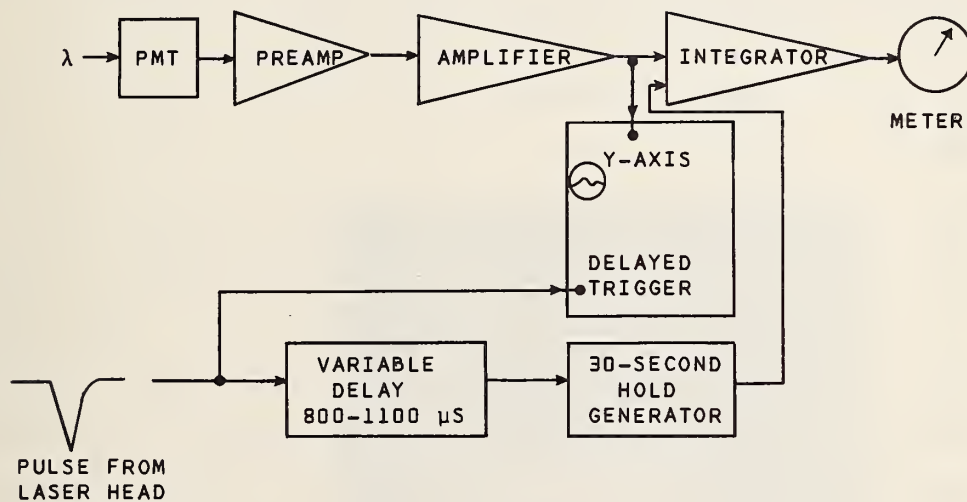 λ
PMT
PREAMP
AMPLIFIER
INTEGRATOR
METER
Y-AXIS
DELAYED
TRIGGER
VARIABLE
DELAY
800-1100 µS
30-SECOND
HOLD
GENERATOR
PULSE FROM
LASER HEAD